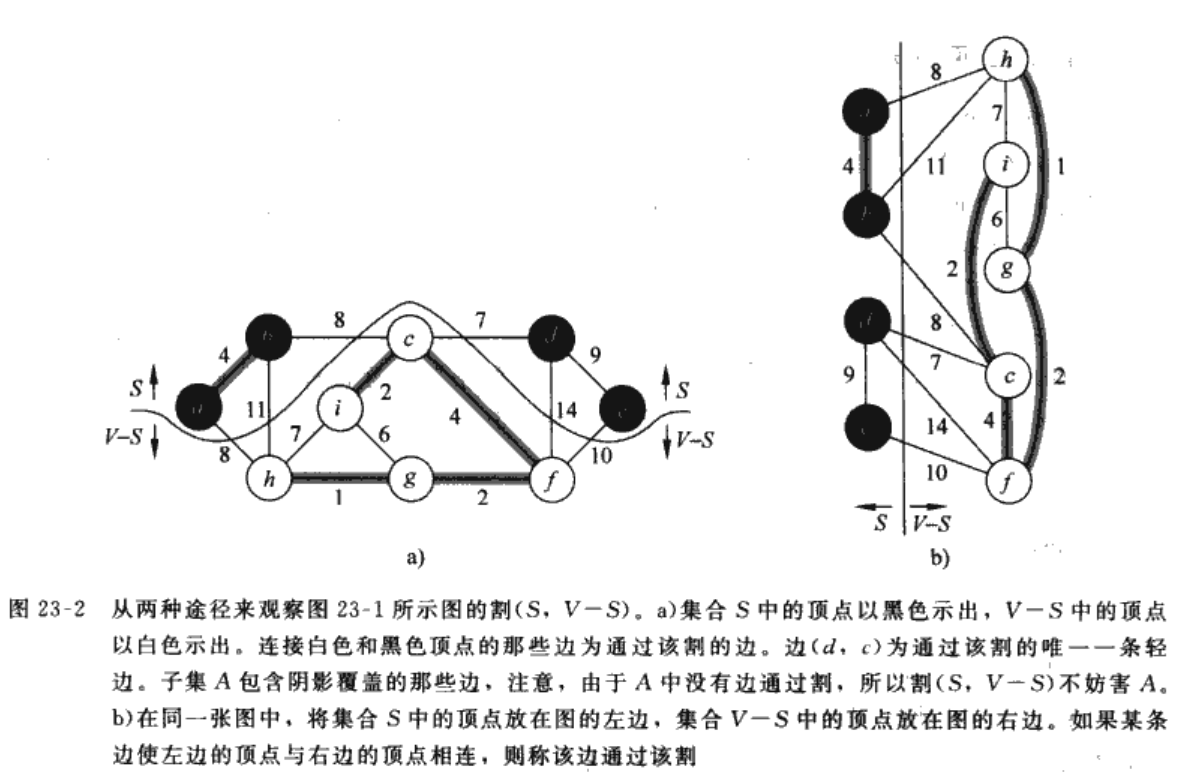 h
8
a
7
4
11
i
1
b
6
2
g
8 c 7 d
d
4 9
8
S a 11 i 2 4 14 e S
7
c
2
V-S 7 6 V-S
9
4
8 10
14
h g f
e
10
f
1 2
S V-S
a) b)
图 23-2 从两种途径来观察图 23-1 所示图的割(S, V-S)。a)集合 S 中的顶点以黑色示出, V-S 中的顶点
以白色示出。连接白色和黑色顶点的那些边为通过该割的边。边(d, c)为通过该割的唯一一条轻
边。子集 A 包含阴影覆盖的那些边, 注意, 由于 A 中没有边通过割, 所以割(S, V-S)不妨害 A。
b)在同一张图中, 将集合 S 中的顶点放在图的左边, 集合 V-S 中的顶点放在图的右边。如果某条
边使左边的顶点与右边的顶点相连, 则称该边通过该割